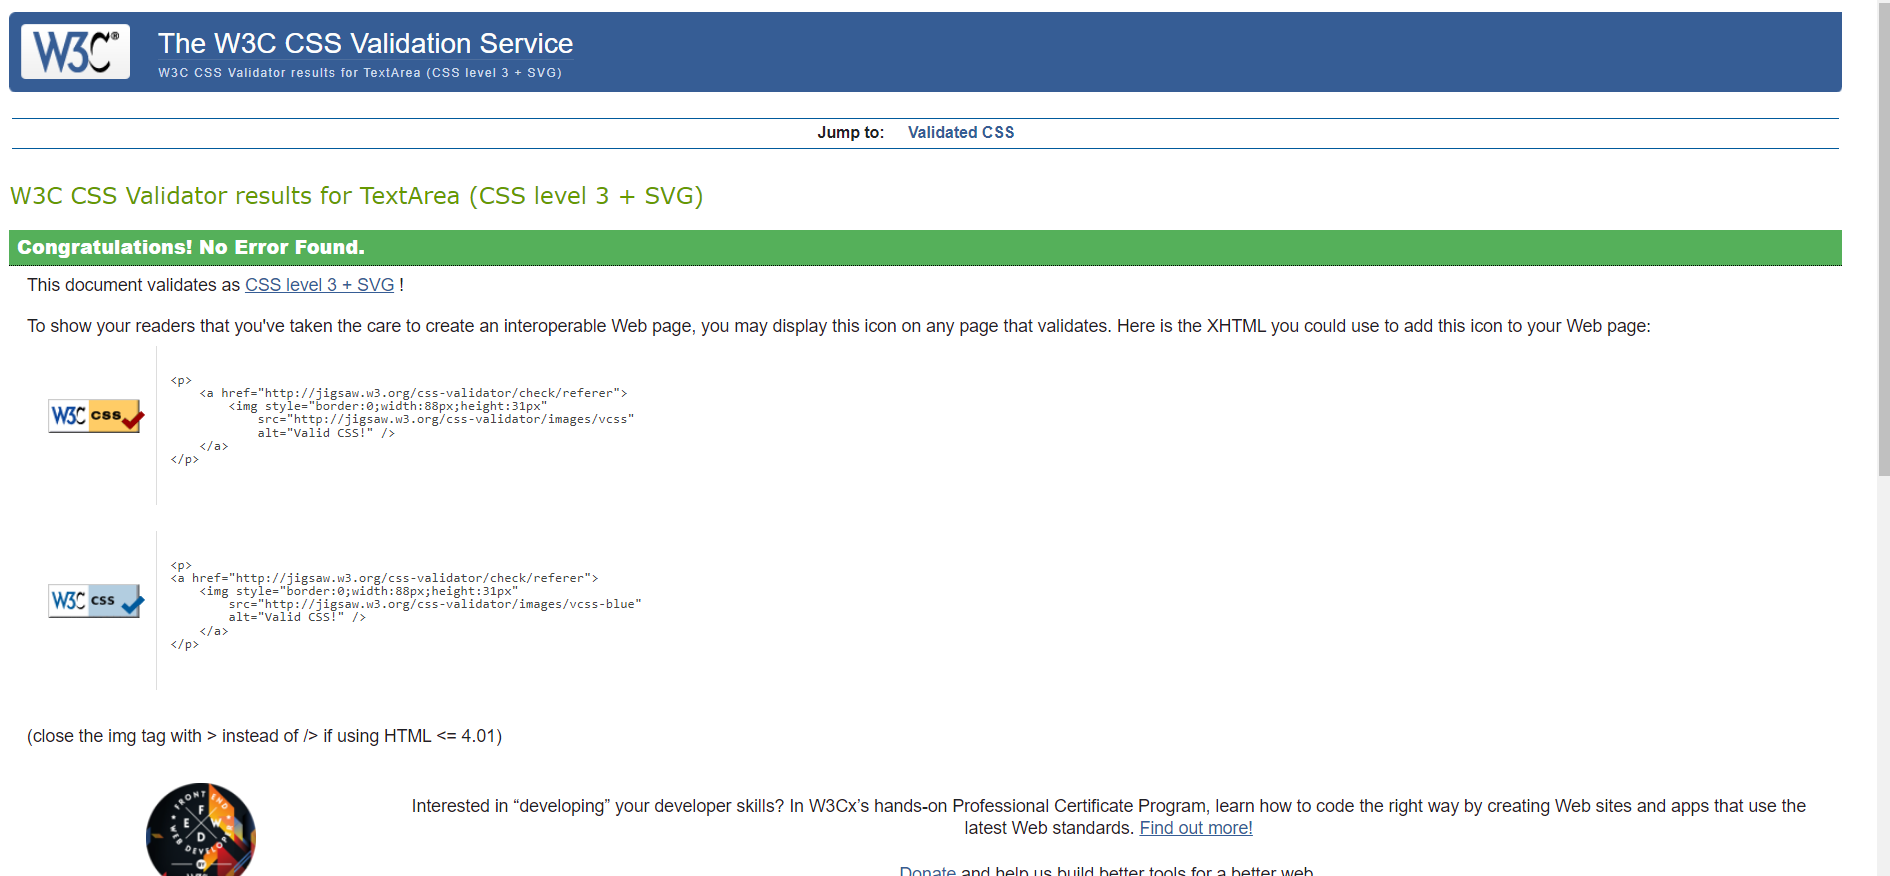 W3C®
The W3C CSS Validation Service
W3C CSS Validator results for TextArea (CSS level 3 + SVG)
Jump to: Validated CSS
W3C CSS Validator results for TextArea (CSS level 3 + SVG)
Congratulations! No Error Found.
This document validates as CSS level 3 + SVG !
To show your readers that you've taken the care to create an interoperable Web page, you may display this icon on any page that validates. Here is the XHTML you could use to add this icon to your Web page:
W3C css
<p>
<a href="http://jigsaw.w3.org/css-validator/check/referer">
<img style="border:0;width:88px;height:31px"
src="http://jigsaw.w3.org/css-validator/images/vcss"
alt="Valid CSS!" />
</a>
</p>
W3C css
<p>
<a href="http://jigsaw.w3.org/css-validator/check/referer">
<img style="border:0;width:88px;height:31px"
src="http://jigsaw.w3.org/css-validator/images/vcss-blue"
alt="Valid CSS!" />
</a>
</p>
(close the img tag with > instead of /> if using HTML <= 4.01)
FRONT END
WEB DEVELOPER
F E W D
BY
Interested in “developing” your developer skills? In W3Cx’s hands-on Professional Certificate Program, learn how to code the right way by creating Web sites and apps that use the
latest Web standards. Find out more!
Donate and help us build better tools for a better web.